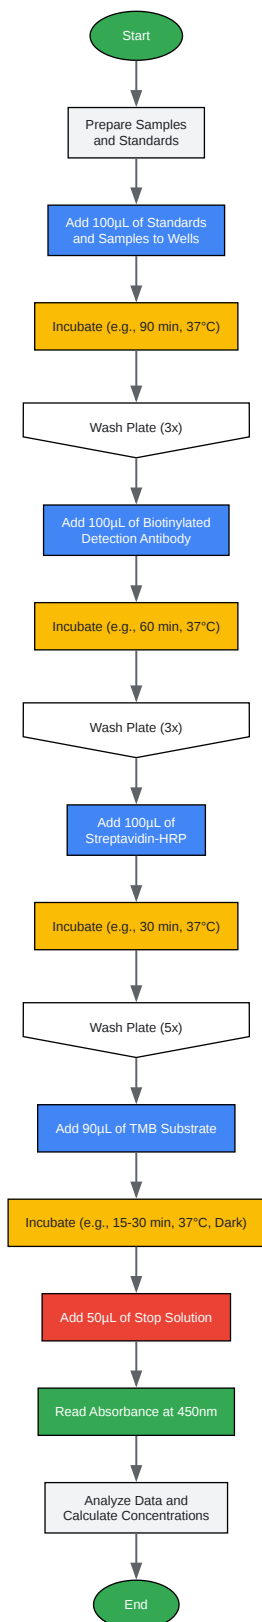 Start
Prepare Samples
and Standards
Add 100µL of Standards
and Samples to Wells
Incubate (e.g., 90 min, 37°C)
Wash Plate (3x)
Add 100µL of Biotinylated
Detection Antibody
Incubate (e.g., 60 min, 37°C)
Wash Plate (3x)
Add 100µL of
Streptavidin-HRP
Incubate (e.g., 30 min, 37°C)
Wash Plate (5x)
Add 90µL of TMB Substrate
Incubate (e.g., 15-30 min, 37°C, Dark)
Add 50µL of Stop Solution
Read Absorbance at 450nm
Analyze Data and
Calculate Concentrations
End